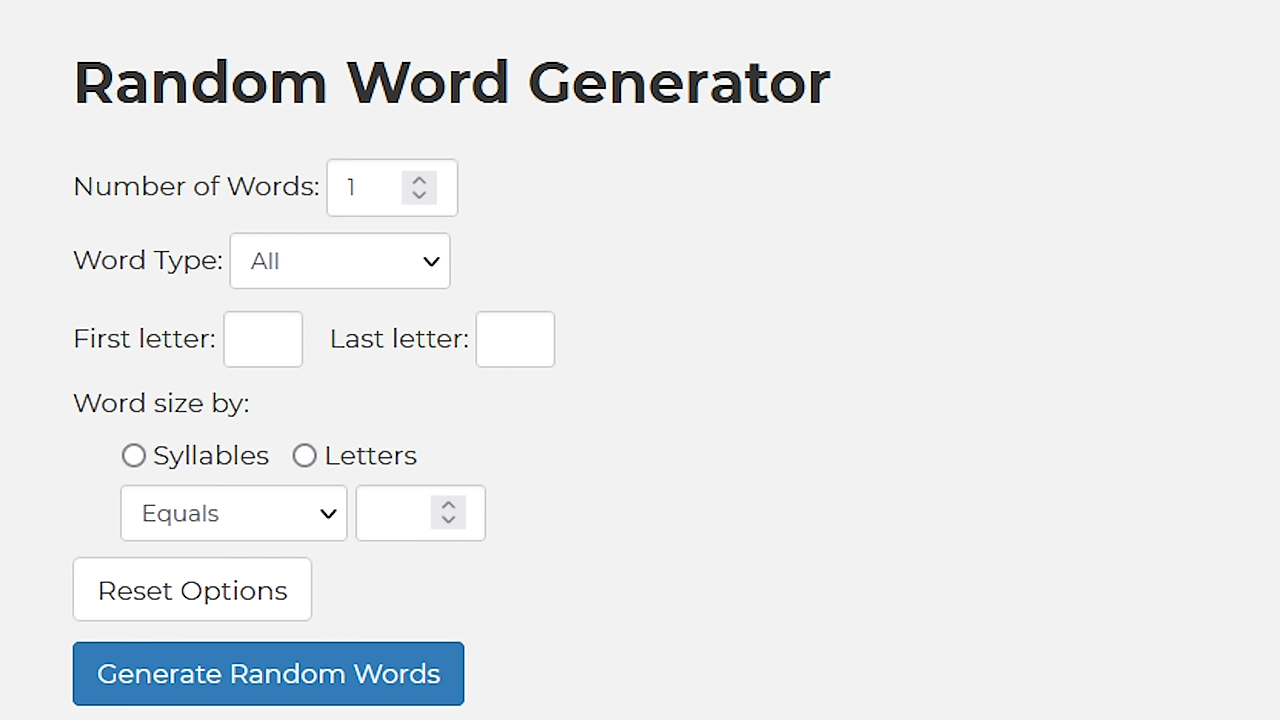 Random Word Generator
Number of Words: 1
Word Type: All
First letter: Last letter:
Word size by:
Syllables Letters
Equals
Reset Options
Generate Random Words